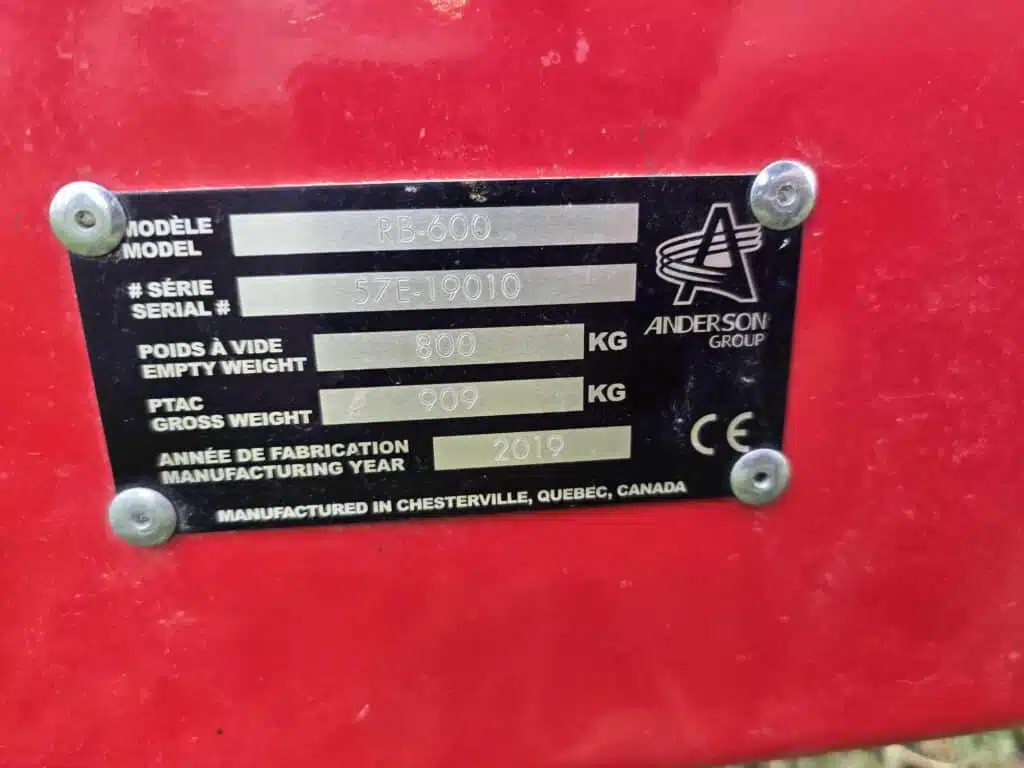 MODÈLE
MODEL
RB-600
# SÉRIE
SERIAL #
57E-19010
POIDS À VIDE
EMPTY WEIGHT
800 KG
PTAC
GROSS WEIGHT
909 KG
ANNÉE DE FABRICATION
MANUFACTURING YEAR
2019
MANUFACTURED IN CHESTERVILLE, QUEBEC, CANADA
ANDERSON
GROUP
CE